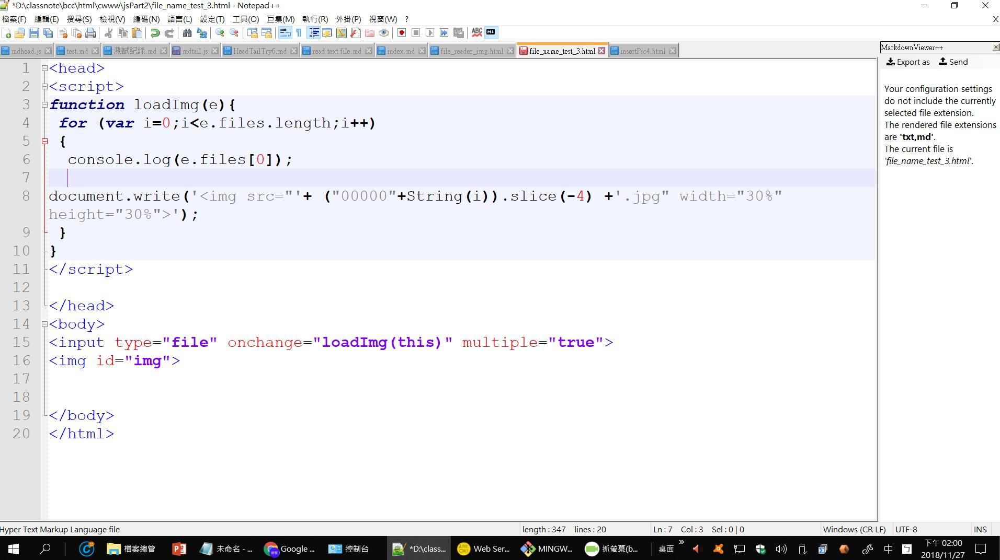 *D:\classnote\bcc\html\cwww\jsPart2\file_name_test_3.html - Notepad++
檔案(F) 編輯(E) 搜尋(S) 檢視(V) 編碼(N) 語言(L) 設定(T) 工具(O) 巨集(M) 執行(R) 外掛(P) 視窗(W) ? X
ABC M↓
mdhead.js test.md 測試紀錄.md mdtail.js HeadTailTry6.md read text file.md index.md file_reader_img.html file_name_test_3.html insertPic4.html
1 <head>
2 <script>
3 function loadImg(e){
4 for (var i=0;i<e.files.length;i++)
5 {
6 console.log(e.files[0]);
7
8 document.write('<img src="'+ ("00000"+String(i)).slice(-4) +'.jpg" width="30%"
height="30%">');
9 }
10 }
11 </script>
12
13 </head>
14 <body>
15 <input type="file" onchange="loadImg(this)" multiple="true">
16 <img id="img">
17
18
19 </body>
20 </html>
MarkdownViewer++
Export as Send
Your configuration settings
do not include the currently
selected file extension.
The rendered file extensions
are 'txt,md'.
The current file is
'file_name_test_3.html'.
Hyper Text Markup Language file length : 347 lines : 20 Ln : 7 Col : 3 Sel : 0 | 0 Windows (CR LF) UTF-8 INS
檔案總管 未命名 - ... Google ... 控制台 *D:\class... Web Ser... MINGW... 抓螢幕(b... 桌面 » 中 ㄅ 下午 02:00
2018/11/27